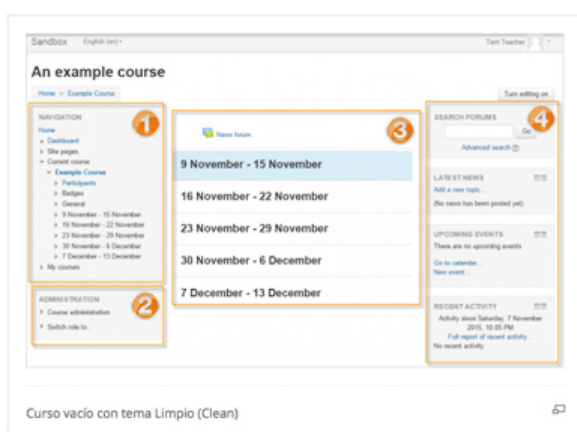 Sandbox English (en)
Terri Teacher
An example course
Home > Example Course
Turn editing on
NAVIGATION
Home
Dashboard
Site pages
Current course
Example Course
Participants
Badges
General
9 November - 15 November
16 November - 22 November
23 November - 29 November
30 November - 6 December
7 December - 13 December
My courses
1
ADMINISTRATION
Course administration
Switch role to...
2
News forum
3
9 November - 15 November
16 November - 22 November
23 November - 29 November
30 November - 6 December
7 December - 13 December
SEARCH FORUMS
4
Go
Advanced search
LATEST NEWS
Add a new topic...
(No news has been posted yet)
UPCOMING EVENTS
There are no upcoming events
Go to calendar...
New event...
RECENT ACTIVITY
Activity since Saturday, 7 November
2015, 10:05 PM
Full report of recent activity...
No recent activity
Curso vacío con tema Limpio (Clean)